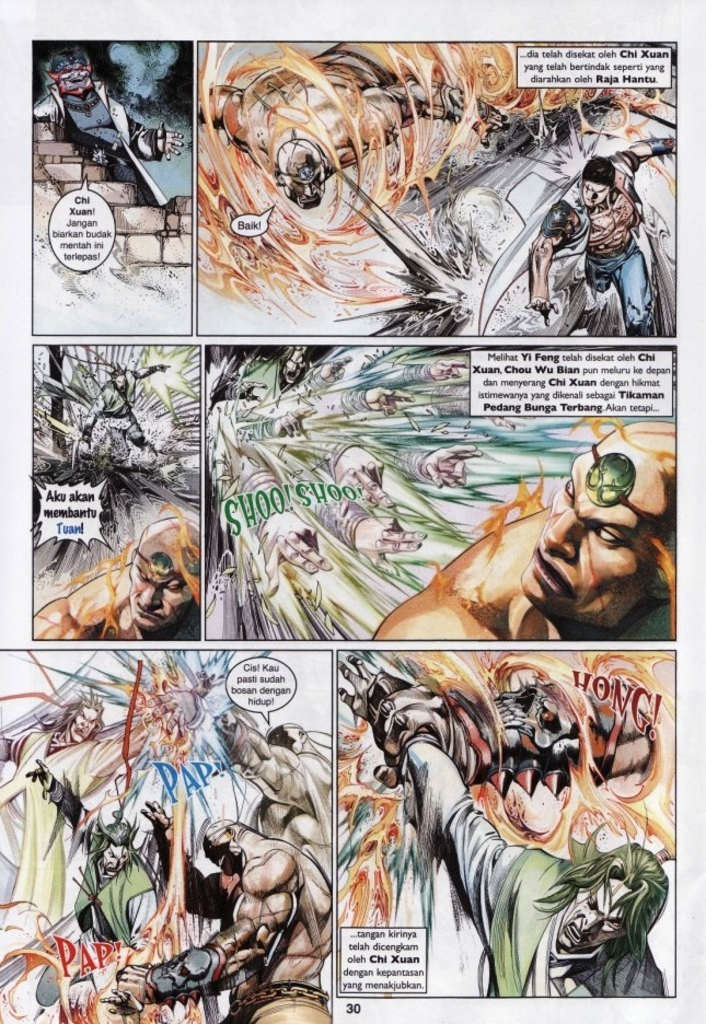 Chi
Xuan!
Jangan
biarkan budak
mentah ini
terlepas!
...dia telah disekat oleh Chi Xuan
yang telah bertindak seperti yang
diarahkan oleh Raja Hantu.
Baik!
Aku akan
membantu
Tuan!
Melihat Yi Feng telah disekat oleh Chi
Xuan, Chou Wu Bian pun meluru ke depan
dan menyerang Chi Xuan dengan hikmat
istimewanya yang dikenali sebagai Tikaman
Pedang Bunga Terbang. Akan tetapi...
SHOO! SHOO!
Cis! Kau
pasti sudah
bosan dengan
hidup!
PAP!
PAP!
HONG!
...tangan kirinya
telah dicengkam
oleh Chi Xuan
dengan kepantasan
yang menakjubkan.
30